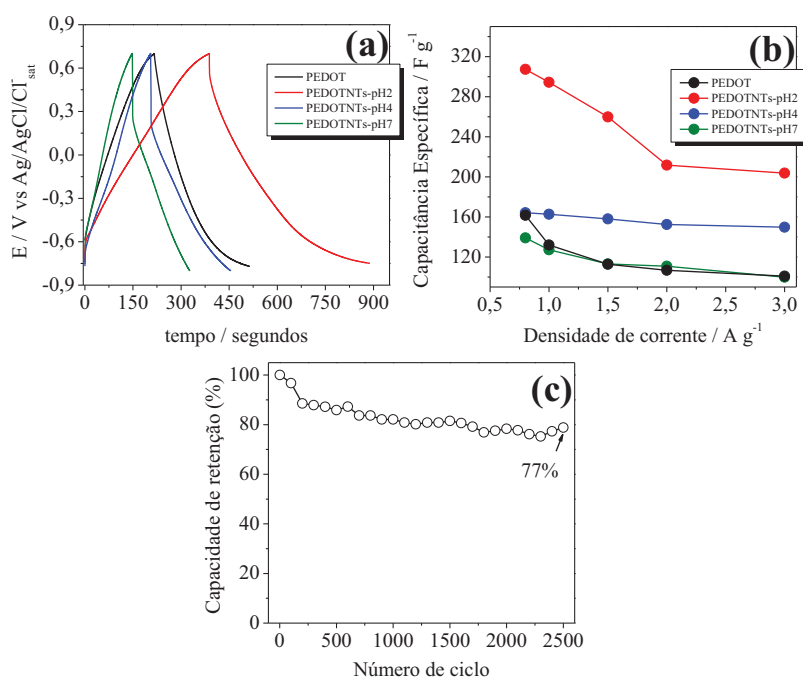 (a)
E / V vs Ag/AgCl/Cl⁻sat
0,9
0,6
0,3
0,0
-0,3
-0,6
-0,9
PEDOT
PEDOTNTs-pH2
PEDOTNTs-pH4
PEDOTNTs-pH7
0 150 300 450 600 750 900
tempo / segundos
(b)
Capacitância Específica / F g⁻¹
320
280
240
200
160
120
PEDOT
PEDOTNTs-pH2
PEDOTNTs-pH4
PEDOTNTs-pH7
0,5 1,0 1,5 2,0 2,5 3,0
Densidade de corrente / A g⁻¹
(c)
Capacidade de retenção (%)
100
80
60
40
20
0
77%
0 500 1000 1500 2000 2500
Número de ciclo